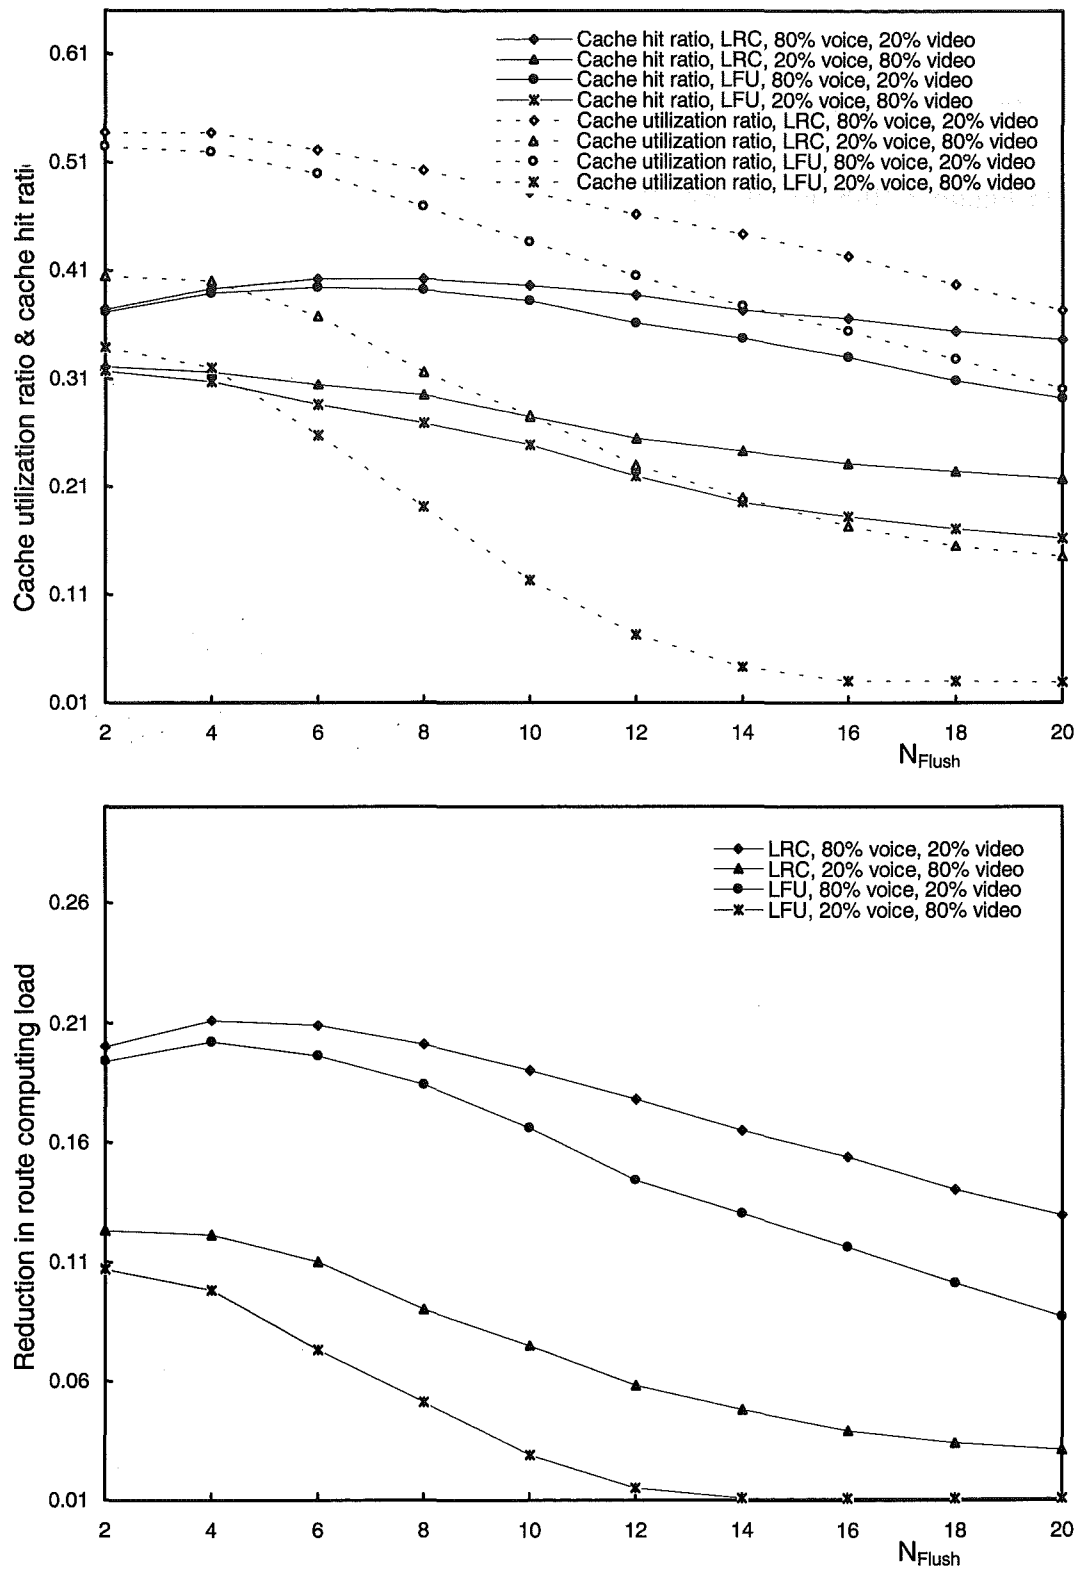 0.61
0.51
0.41
0.31
0.21
0.11
0.01
Cache utilization ratio & cache hit rati
Cache hit ratio, LRC, 80% voice, 20% video
Cache hit ratio, LRC, 20% voice, 80% video
Cache hit ratio, LFU, 80% voice, 20% video
Cache hit ratio, LFU, 20% voice, 80% video
Cache utilization ratio, LRC, 80% voice, 20% video
Cache utilization ratio, LRC, 20% voice, 80% video
Cache utilization ratio, LFU, 80% voice, 20% video
Cache utilization ratio, LFU, 20% voice, 80% video
2 4 6 8 10 12 14 16 18 20
NFlush
0.26
0.21
0.16
0.11
0.06
0.01
Reduction in route computing load
LRC, 80% voice, 20% video
LRC, 20% voice, 80% video
LFU, 80% voice, 20% video
LFU, 20% voice, 80% video
2 4 6 8 10 12 14 16 18 20
NFlush